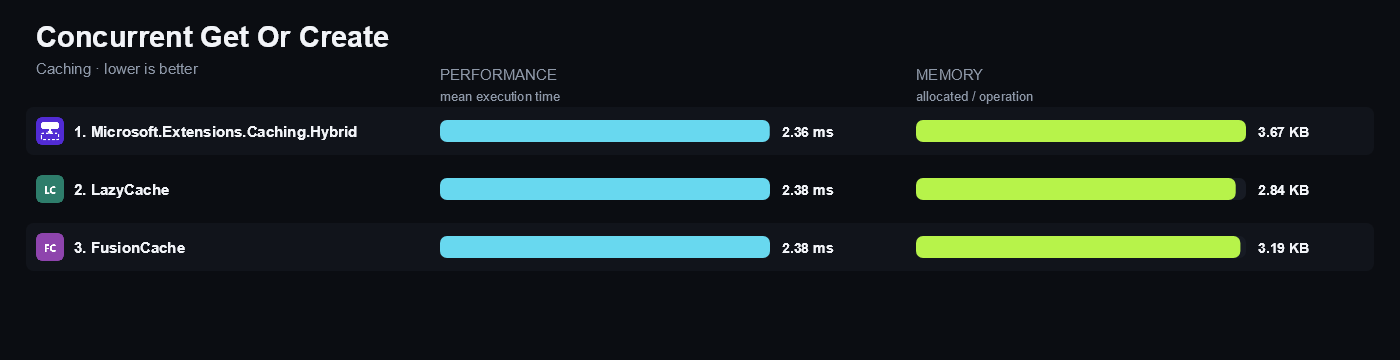 Concurrent Get Or Create
Caching · lower is better
PERFORMANCE
mean execution time
MEMORY
allocated / operation
1. Microsoft.Extensions.Caching.Hybrid
2.36 ms
3.67 KB
LC
2. LazyCache
2.38 ms
2.84 KB
FC
3. FusionCache
2.38 ms
3.19 KB